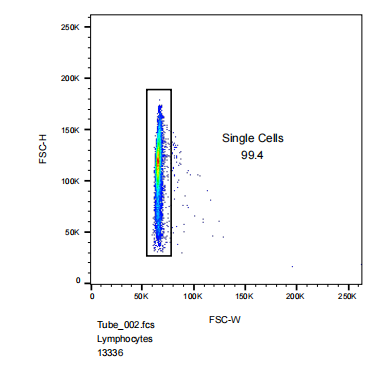 250K
200K
150K
100K
50K
0
FSC-H
Single Cells
99.4
0 50K 100K 150K 200K 250K
FSC-W
Tube_002.fcs
Lymphocytes
13336